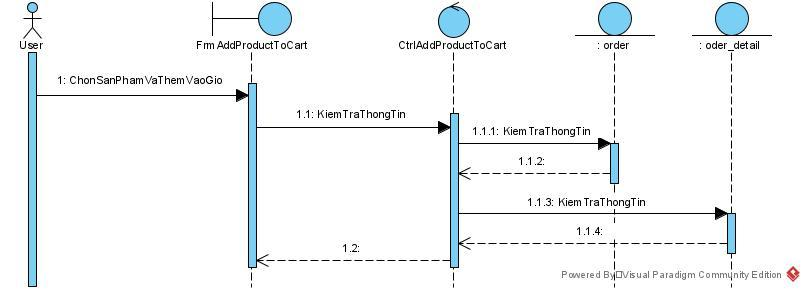 User
Frm AddProductToCart
CtrlAddProductToCart
: order
: oder_detail
1: ChonSanPhamVaThemVaoGio
1.1: KiemTraThongTin
1.1.1: KiemTraThongTin
1.1.2:
1.1.3: KiemTraThongTin
1.1.4:
1.2:
Powered By Visual Paradigm Community Edition